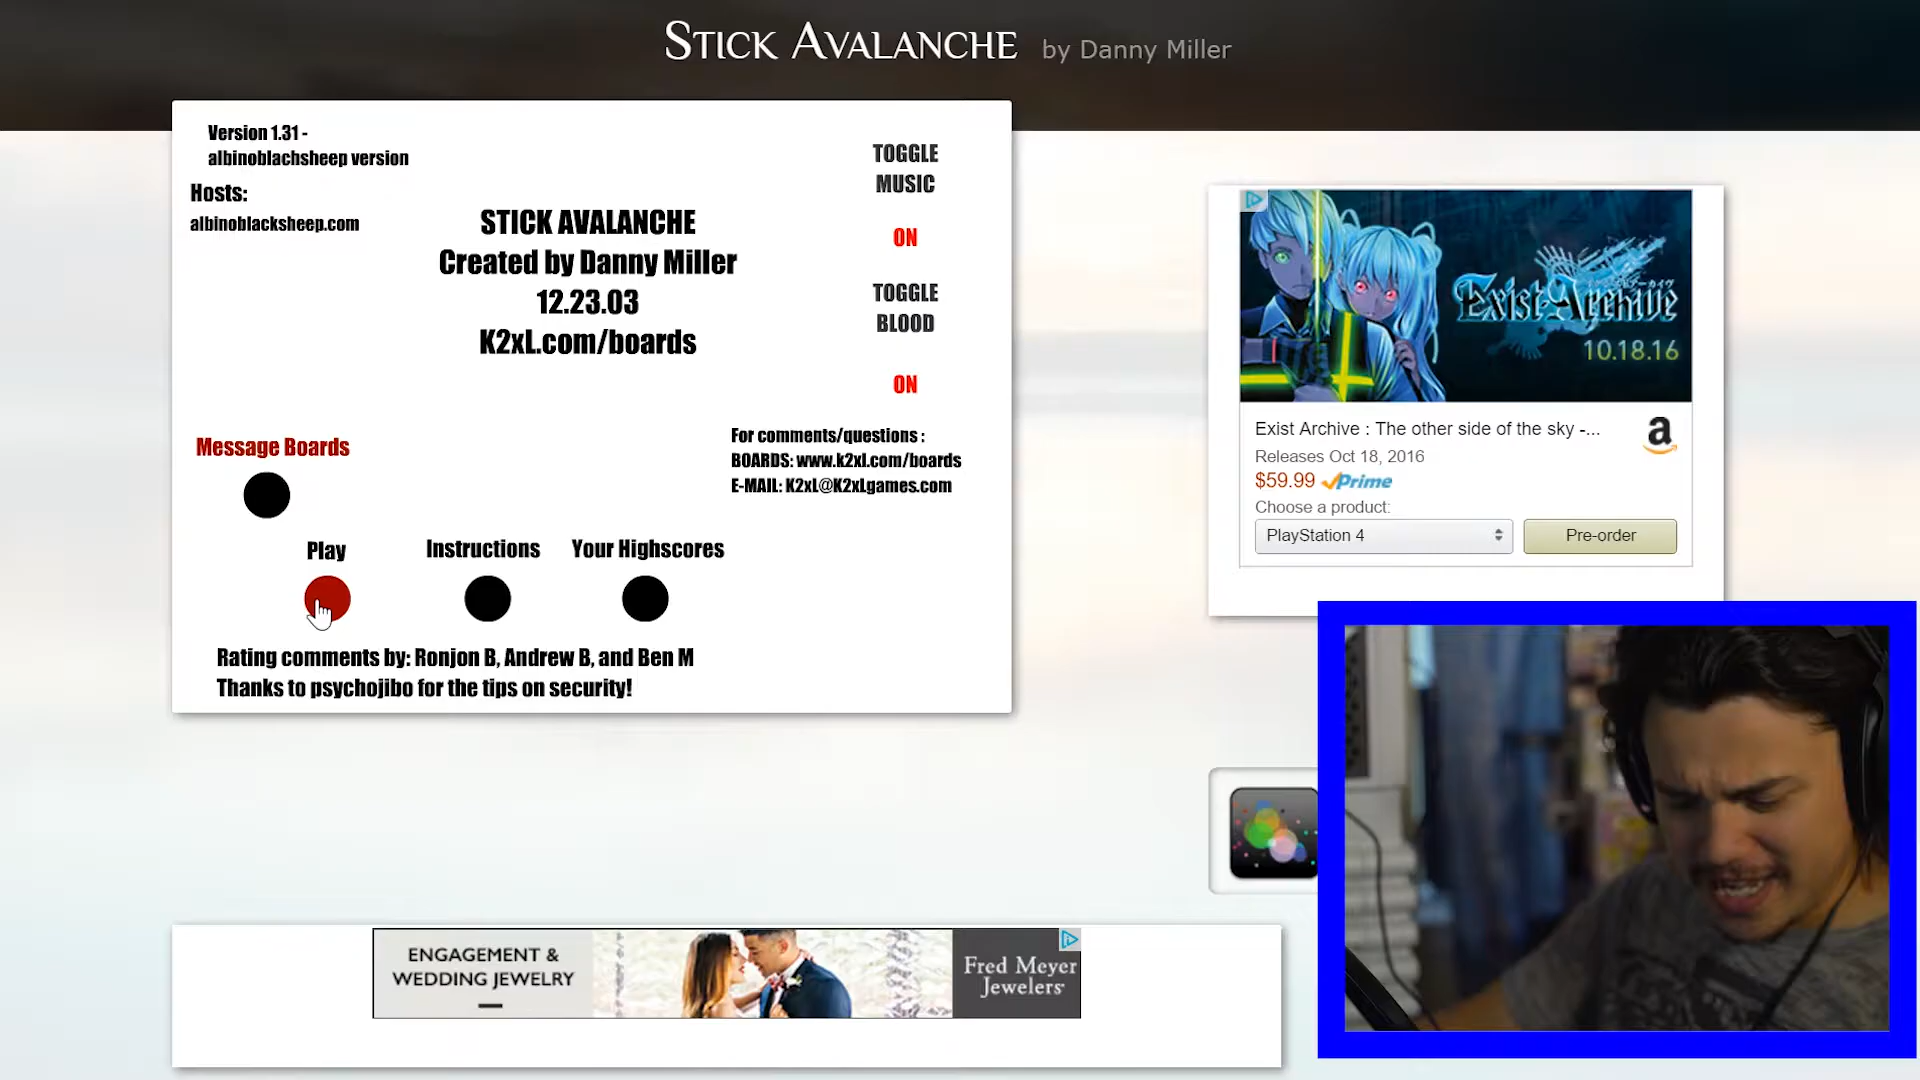 STICK AVALANCHE by Danny Miller
Version 1.31 -
albinoblachsheep version
Hosts:
albinoblacksheep.com
STICK AVALANCHE
Created by Danny Miller
12.23.03
K2xL.com/boards
TOGGLE
MUSIC
ON
TOGGLE
BLOOD
ON
Message Boards
For comments/questions :
BOARDS: www.k2xl.com/boards
E-MAIL: K2xL@K2xLgames.com
Play
Instructions
Your Highscores
Rating comments by: Ronjon B, Andrew B, and Ben M
Thanks to psychojibo for the tips on security!
Exist Archive
10.18.16
Exist Archive : The other side of the sky -...
a
Releases Oct 18, 2016
$59.99 Prime
Choose a product:
PlayStation 4
Pre-order
ENGAGEMENT &
WEDDING JEWELRY
Fred Meyer
Jewelers